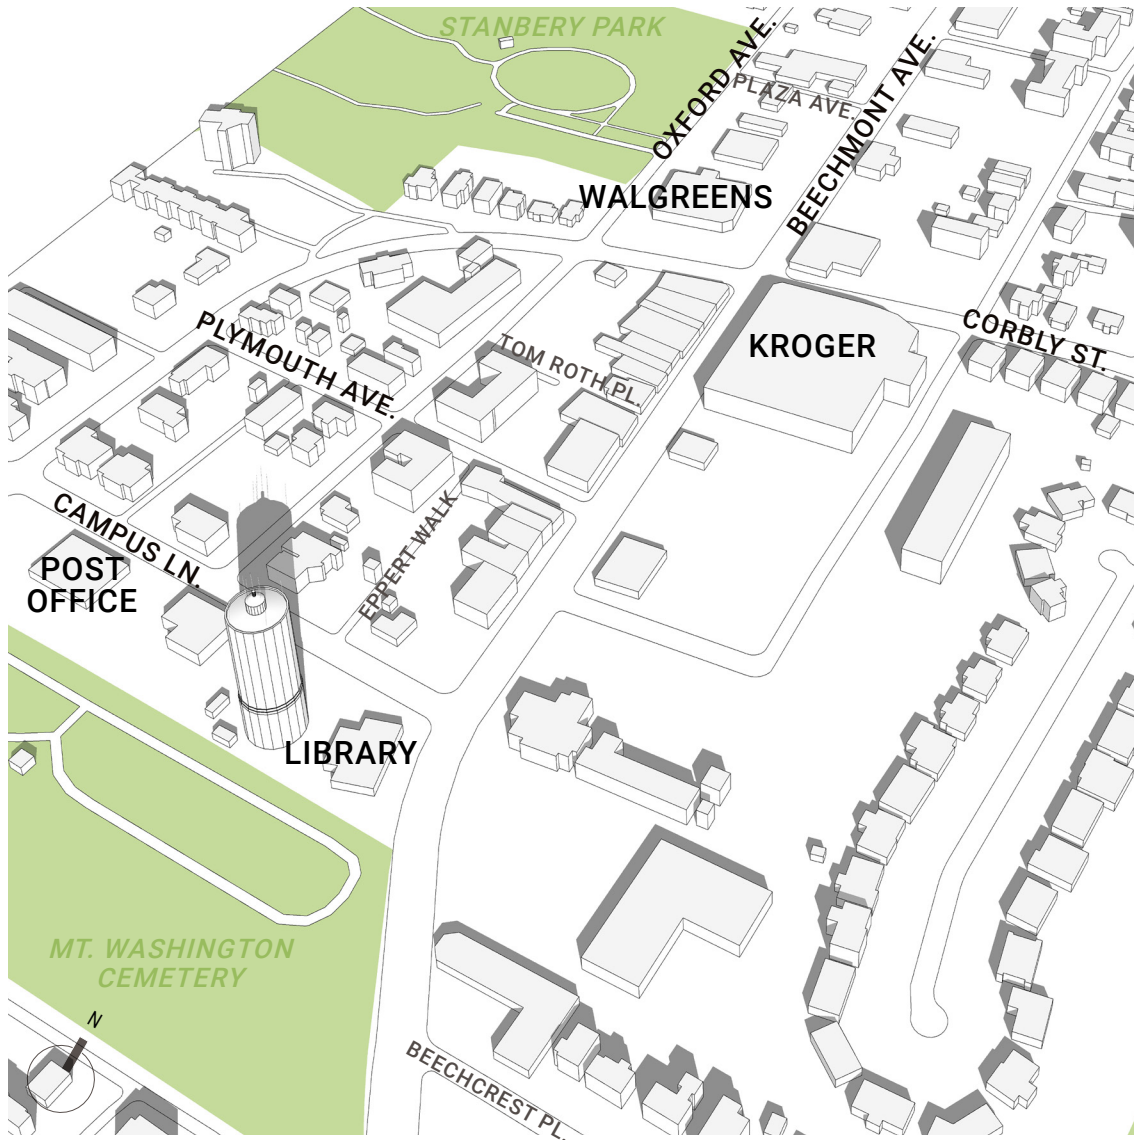 STANBERY PARK
OXFORD AVE.
PLAZA AVE.
BEECHMONT AVE.
WALGREENS
PLYMOUTH AVE.
TOM ROTH PL.
KROGER
CORBLY ST.
CAMPUS LN.
EPPERT WALK
POST
OFFICE
LIBRARY
MT. WASHINGTON
CEMETERY
N
BEECHCREST PL.